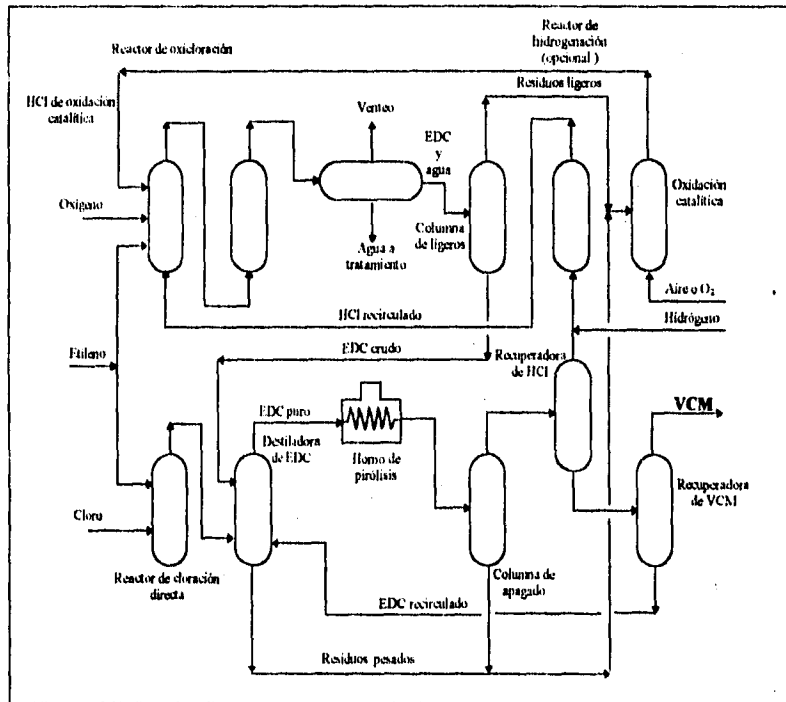 Reactor de
hidrogenación
(opcional )
Reactor de oxicloración
Residuos ligeros
HCl de oxidación
catalítica
Venteo
EDC
y
agua
Oxígeno
Columna
de ligeros
Oxidación
catalítica
Agua a
tratamiento
Aire o O₂
HCl recirculado
Hidrógeno
EDC crudo
Etileno
Recuperadora
de HCl
EDC puro
VCM
Destiladora
de EDC
Horno de
pirólisis
Recuperadora
de VCM
Cloro
Reactor de cloración
directa
Columna de
apagado
EDC recirculado
Residuos pesados